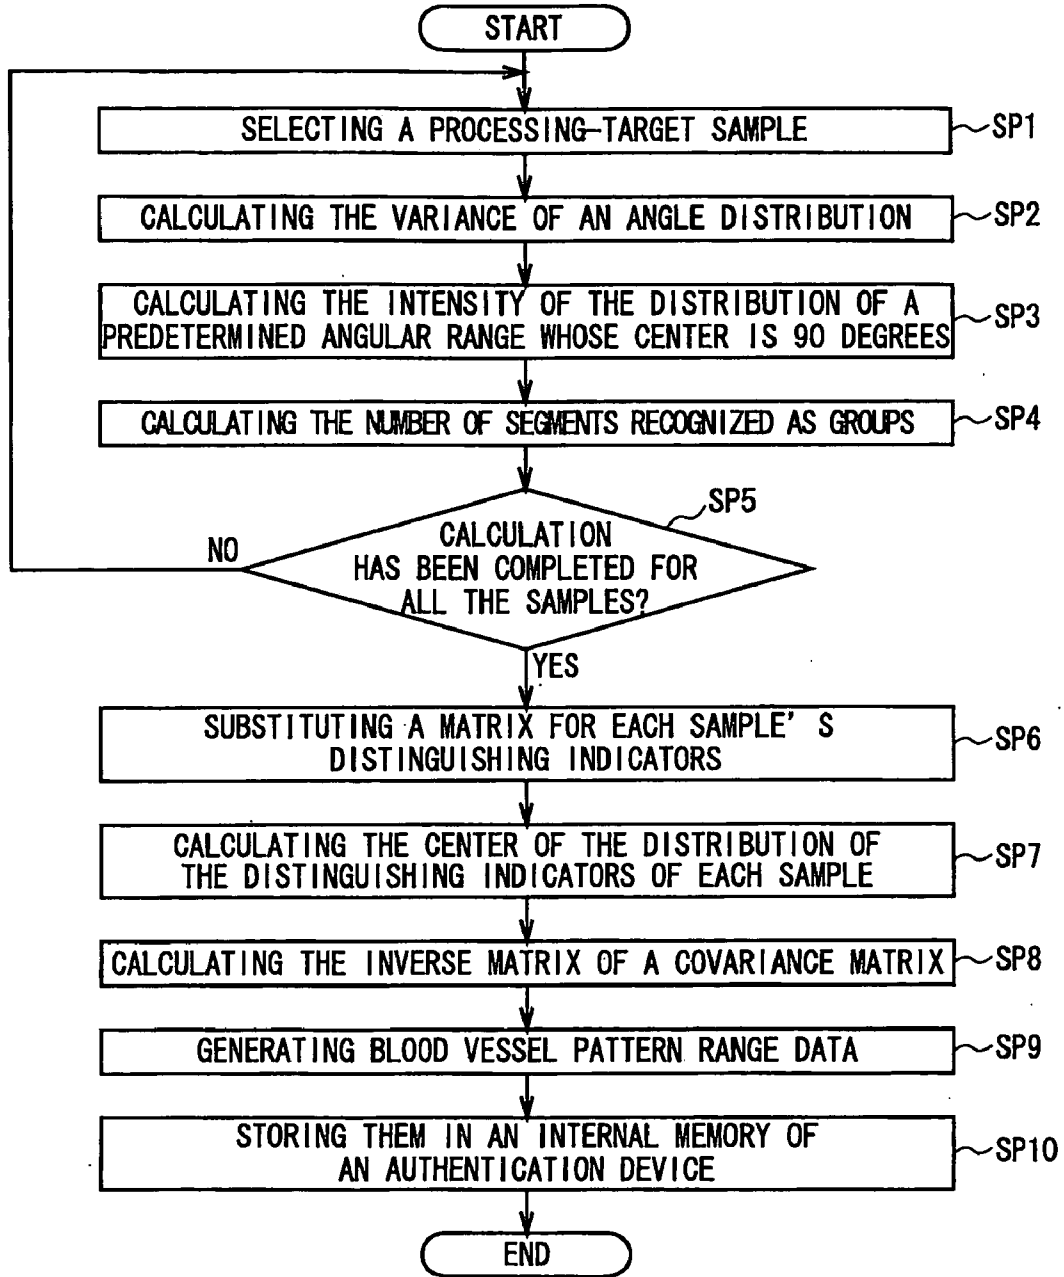 START
SELECTING A PROCESSING-TARGET SAMPLE
SP1
CALCULATING THE VARIANCE OF AN ANGLE DISTRIBUTION
SP2
CALCULATING THE INTENSITY OF THE DISTRIBUTION OF A
PREDETERMINED ANGULAR RANGE WHOSE CENTER IS 90 DEGREES
SP3
CALCULATING THE NUMBER OF SEGMENTS RECOGNIZED AS GROUPS
SP4
SP5
CALCULATION
HAS BEEN COMPLETED FOR
ALL THE SAMPLES?
NO
YES
SUBSTITUTING A MATRIX FOR EACH SAMPLE'S
DISTINGUISHING INDICATORS
SP6
CALCULATING THE CENTER OF THE DISTRIBUTION OF
THE DISTINGUISHING INDICATORS OF EACH SAMPLE
SP7
CALCULATING THE INVERSE MATRIX OF A COVARIANCE MATRIX
SP8
GENERATING BLOOD VESSEL PATTERN RANGE DATA
SP9
STORING THEM IN AN INTERNAL MEMORY OF
AN AUTHENTICATION DEVICE
SP10
END